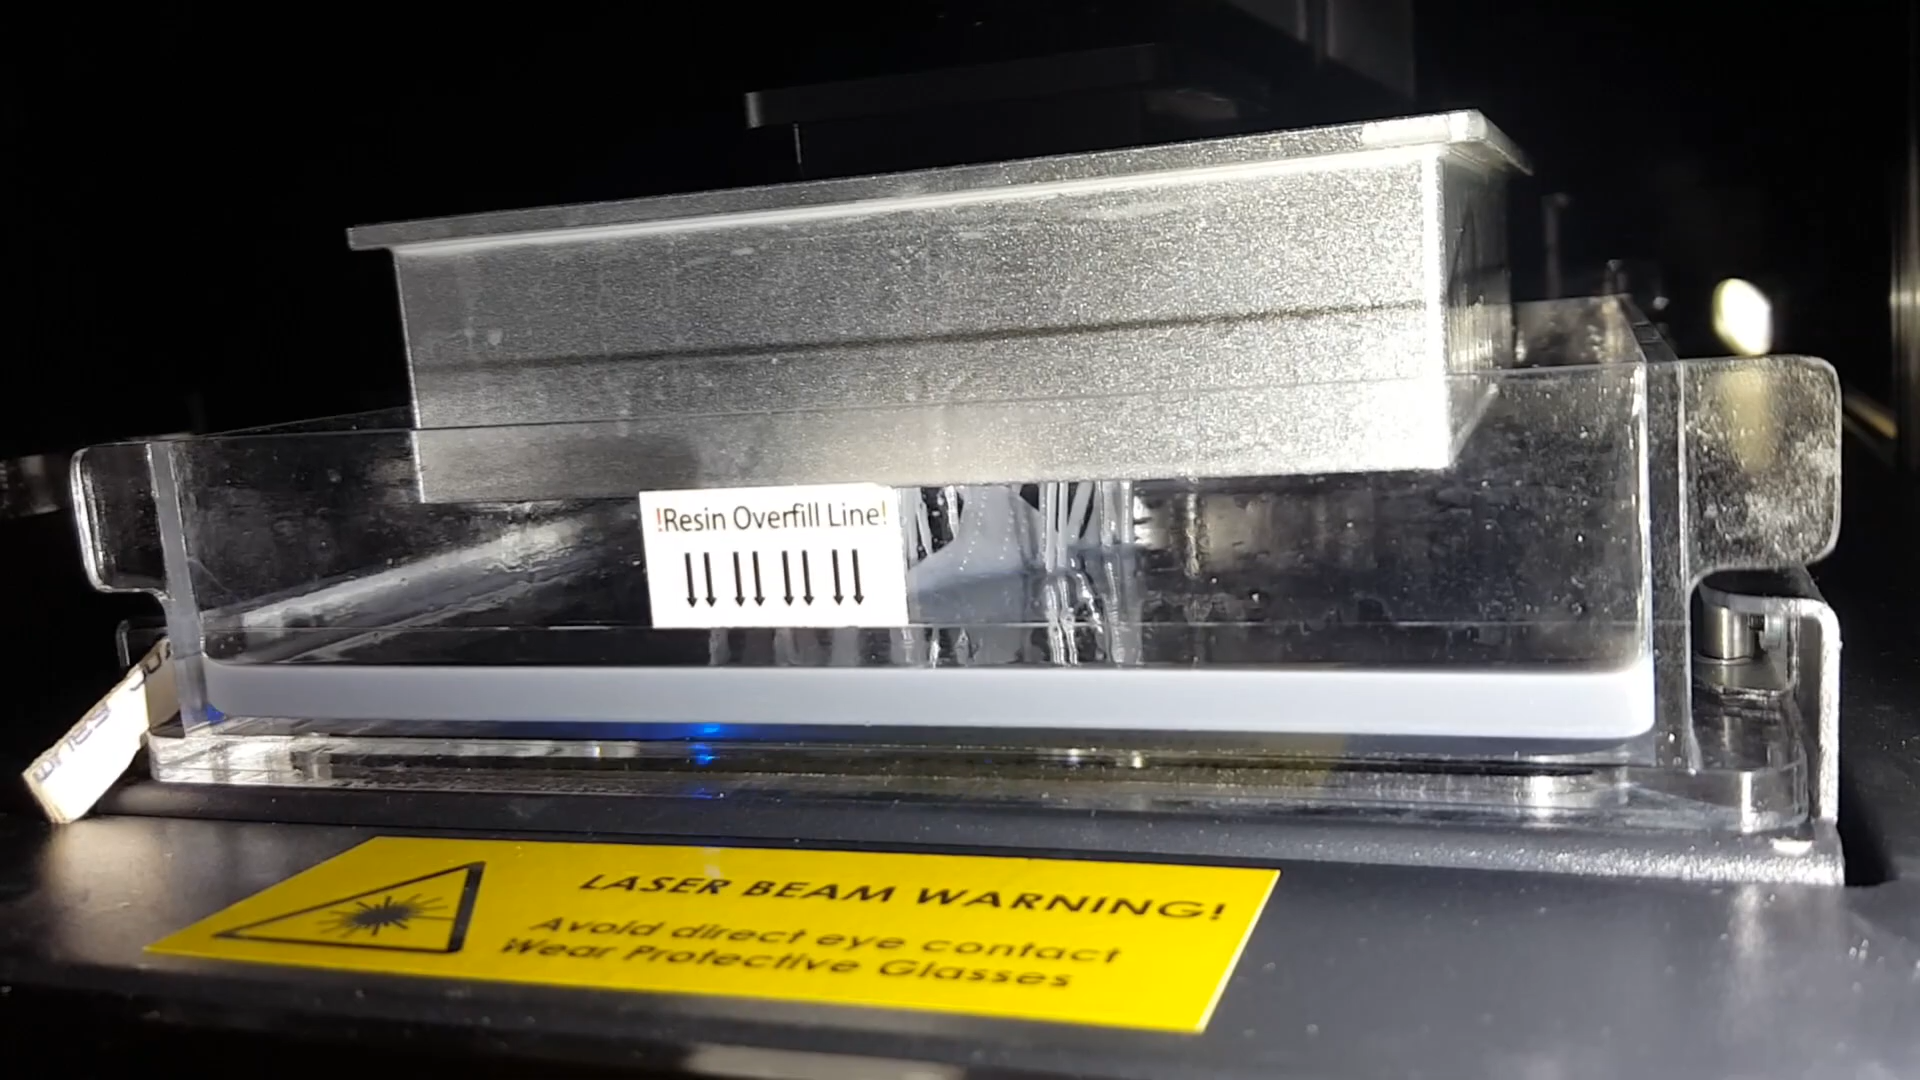 !Resin Overfill Line!
LASER BEAM WARNING!
Avoid direct eye contact
Wear Protective Glasses